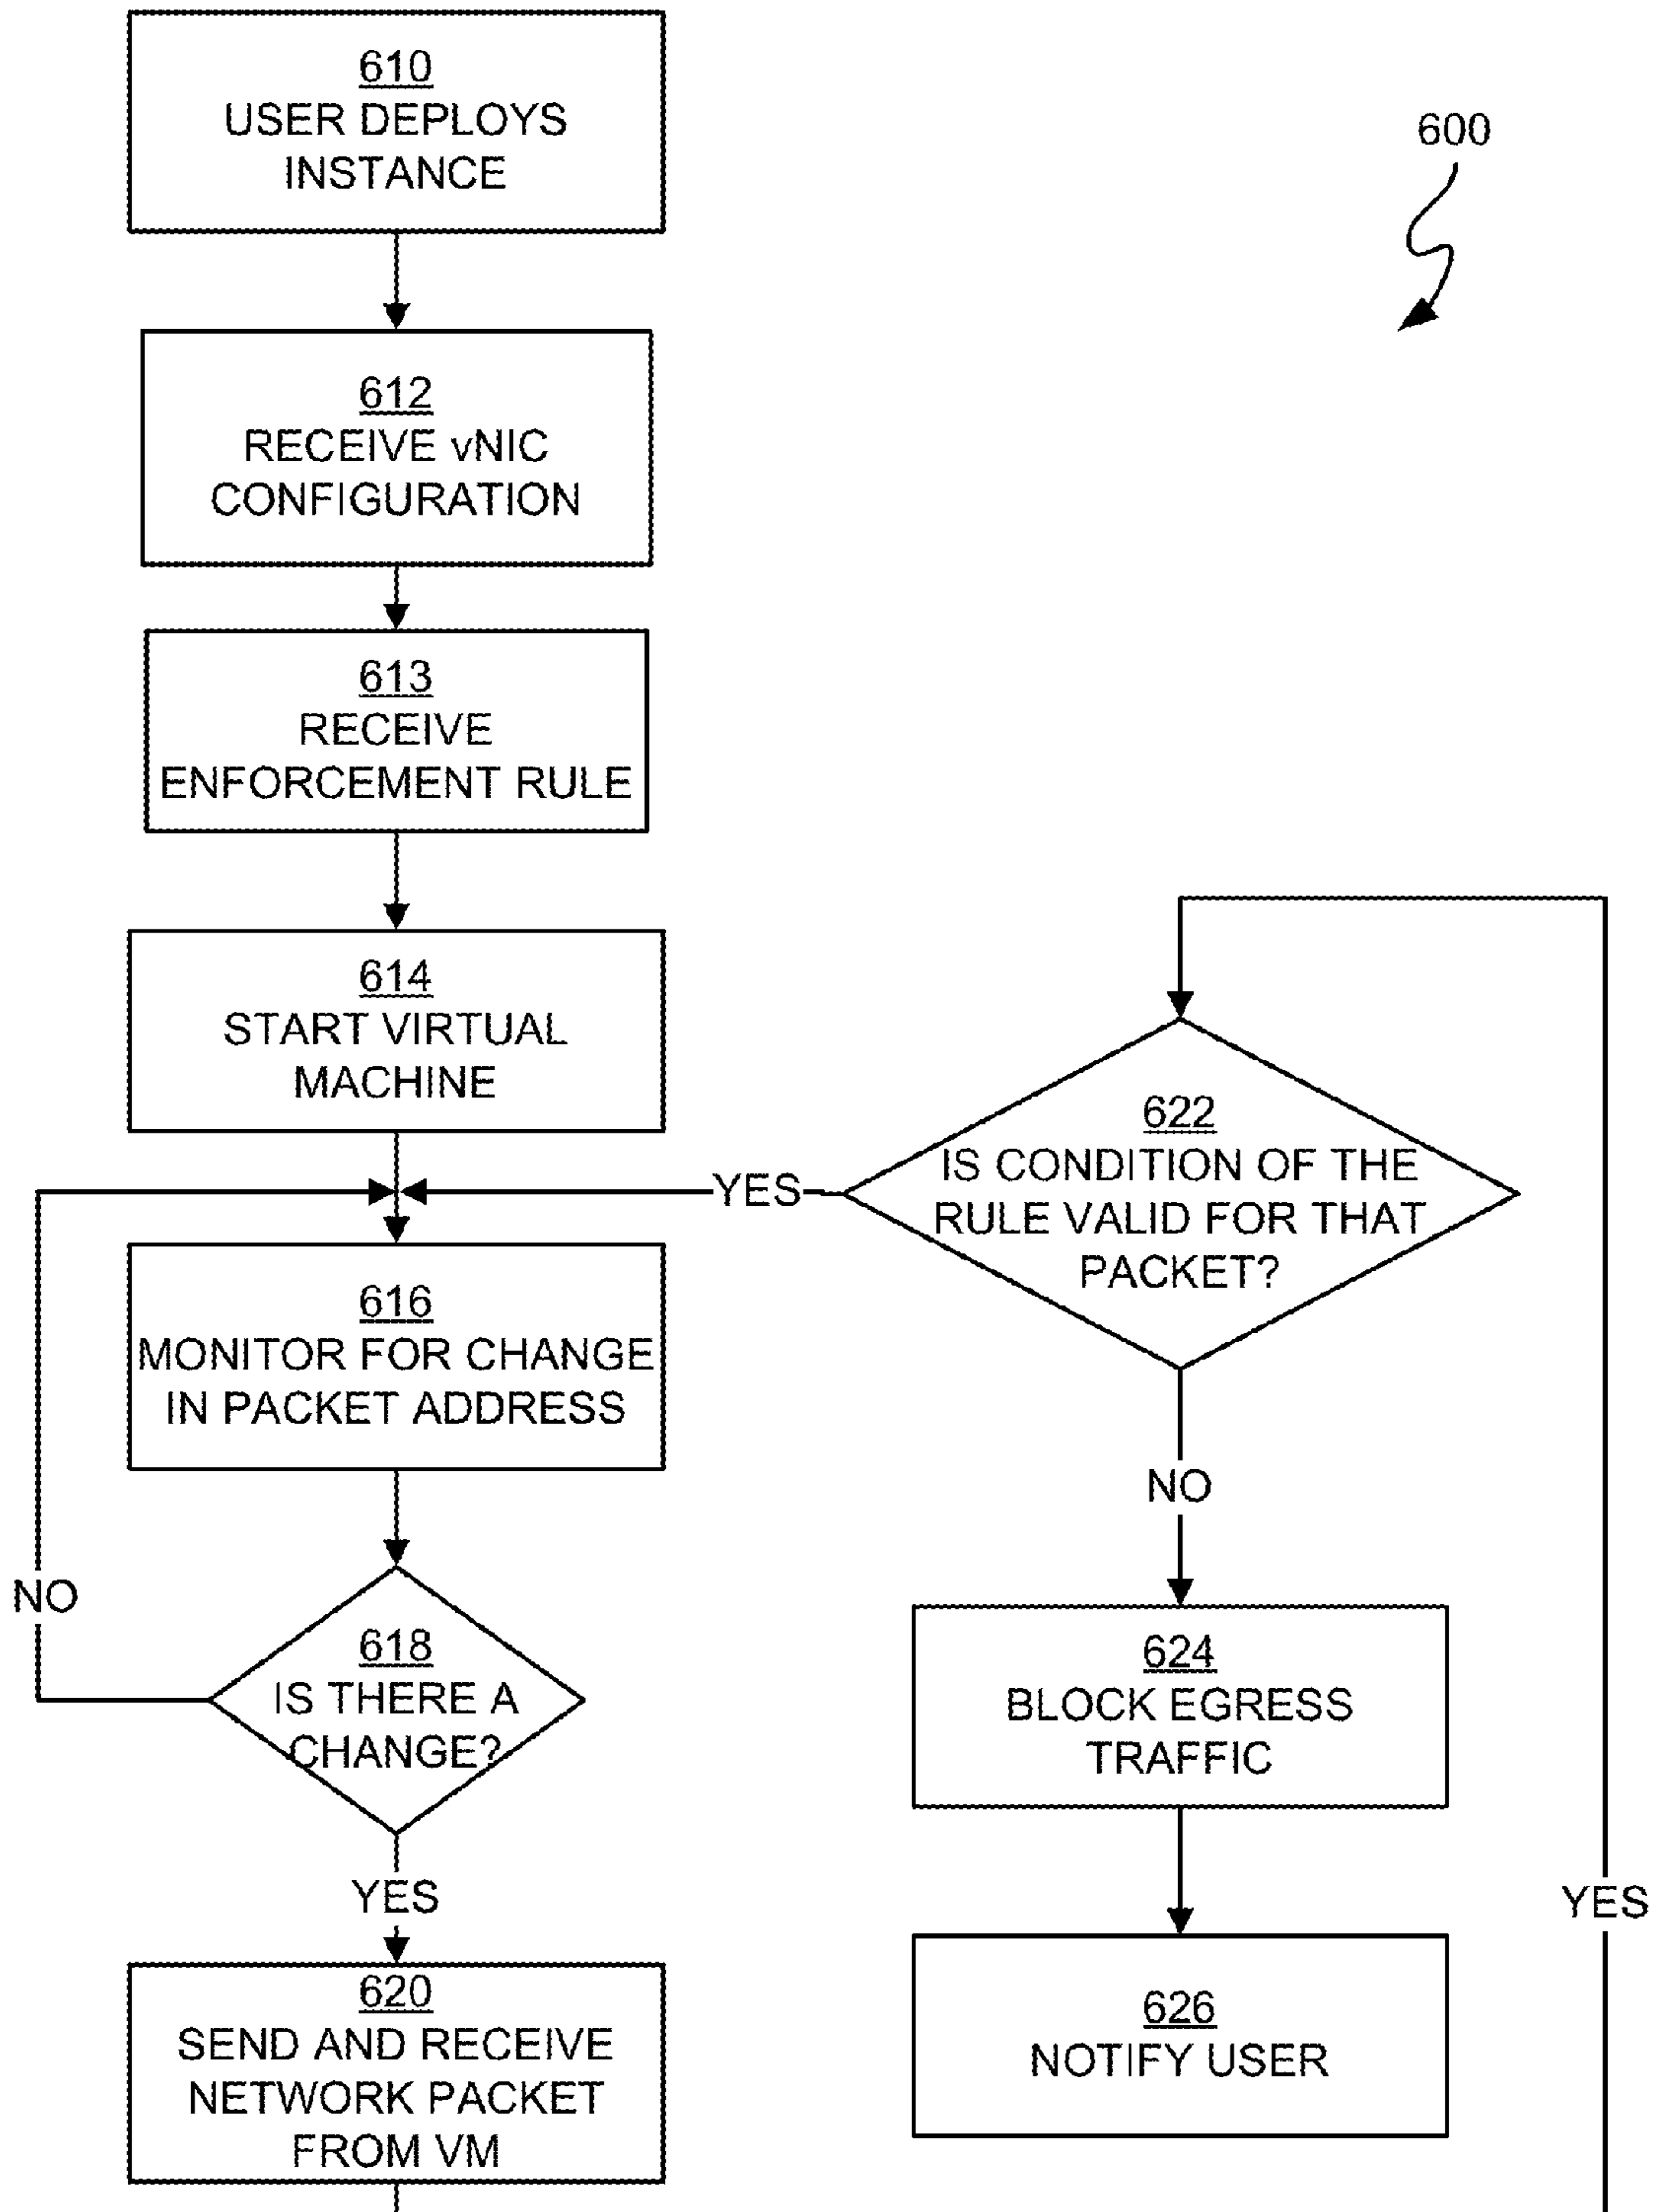 610
USER DEPLOYS
INSTANCE
600
612
RECEIVE vNIC
CONFIGURATION
613
RECEIVE
ENFORCEMENT RULE
614
START VIRTUAL
MACHINE
622
IS CONDITION OF THE
RULE VALID FOR THAT
PACKET?
YES
616
MONITOR FOR CHANGE
IN PACKET ADDRESS
NO
NO
618
IS THERE A
CHANGE?
624
BLOCK EGRESS
TRAFFIC
YES
YES
620
SEND AND RECEIVE
NETWORK PACKET
FROM VM
626
NOTIFY USER